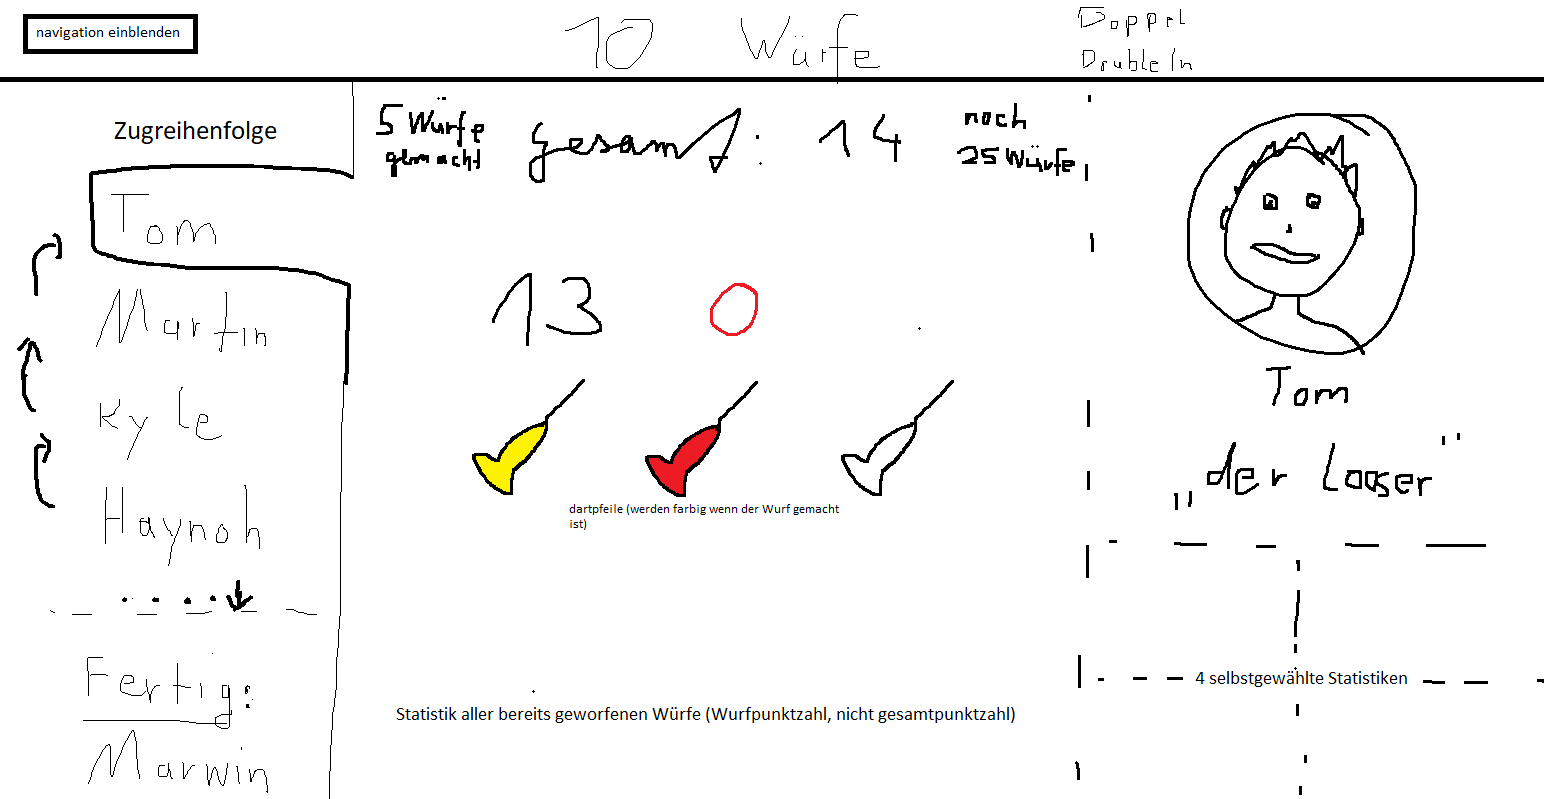 navigation einblenden
10 Würfe
Doppel
Druble In
Zugreihenfolge
Tom
Martin
Kyle
Haynoh
Fertig:
Marwin
5 Würfe
gemacht
gesamt: 14
noch
25 Würfe
13 0
dartpfeile (werden farbig wenn der Wurf gemacht
ist)
Statistik aller bereits geworfenen Würfe (Wurfpunktzahl, nicht gesamtpunktzahl)
Tom
„der Looser"
4 selbstgewählte Statistiken